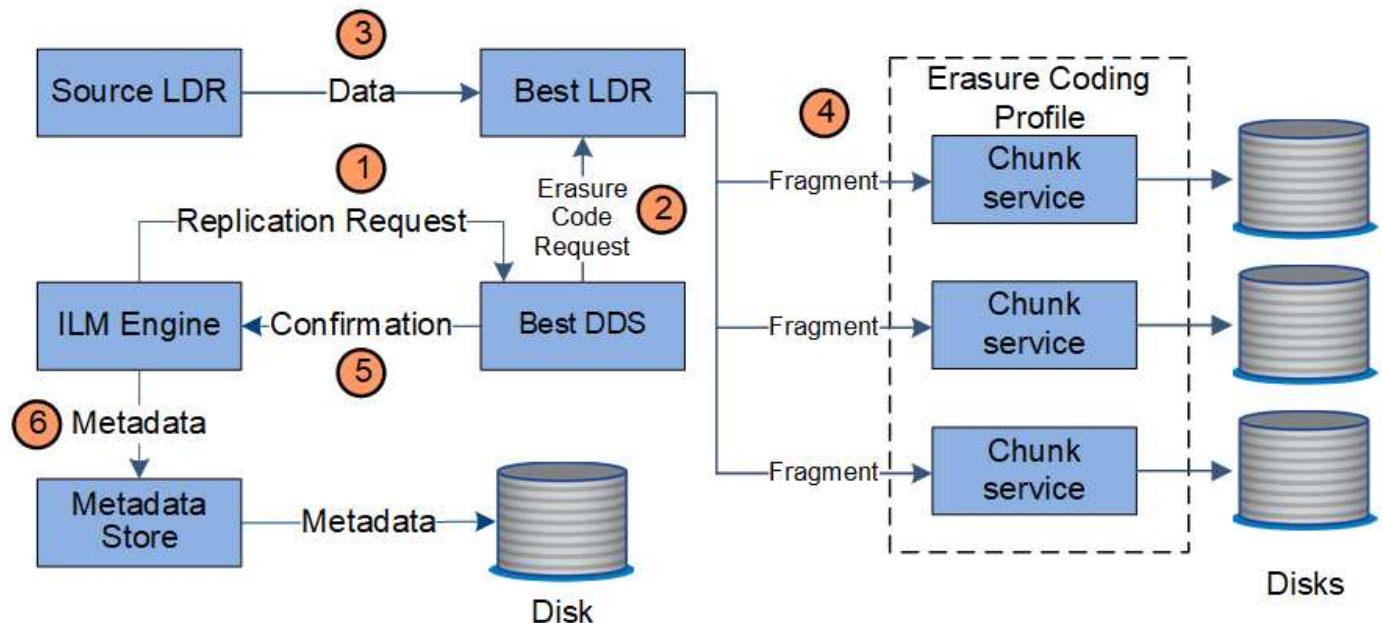 3
Source LDR
Data
Best LDR
4
Erasure Coding
Profile
Chunk
service
Fragment
1
Replication Request
Erasure
Code
Request
2
ILM Engine
Confirmation
Best DDS
5
Fragment
Chunk
service
6
Metadata
Fragment
Chunk
service
Metadata
Store
Metadata
Disk
Disks